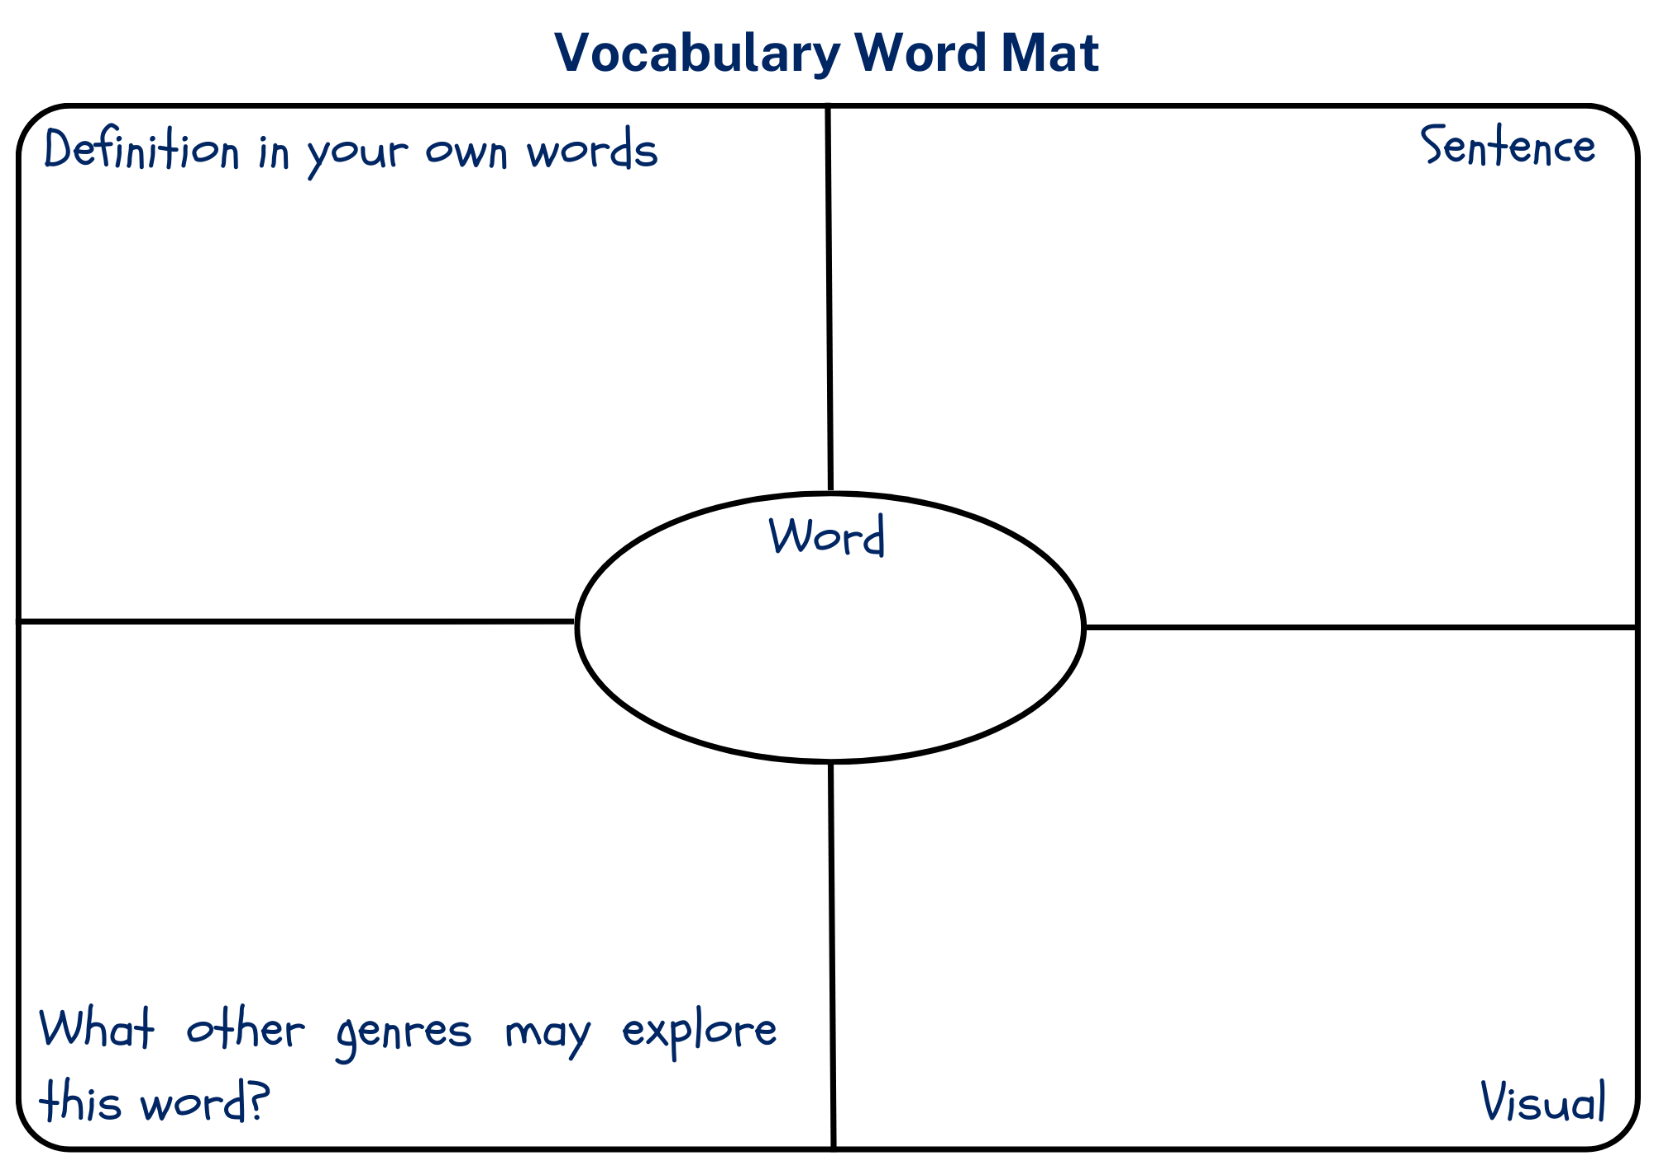 Vocabulary Word Mat
Definition in your own words
Sentence
Word
What other genres may explore
this word?
Visual